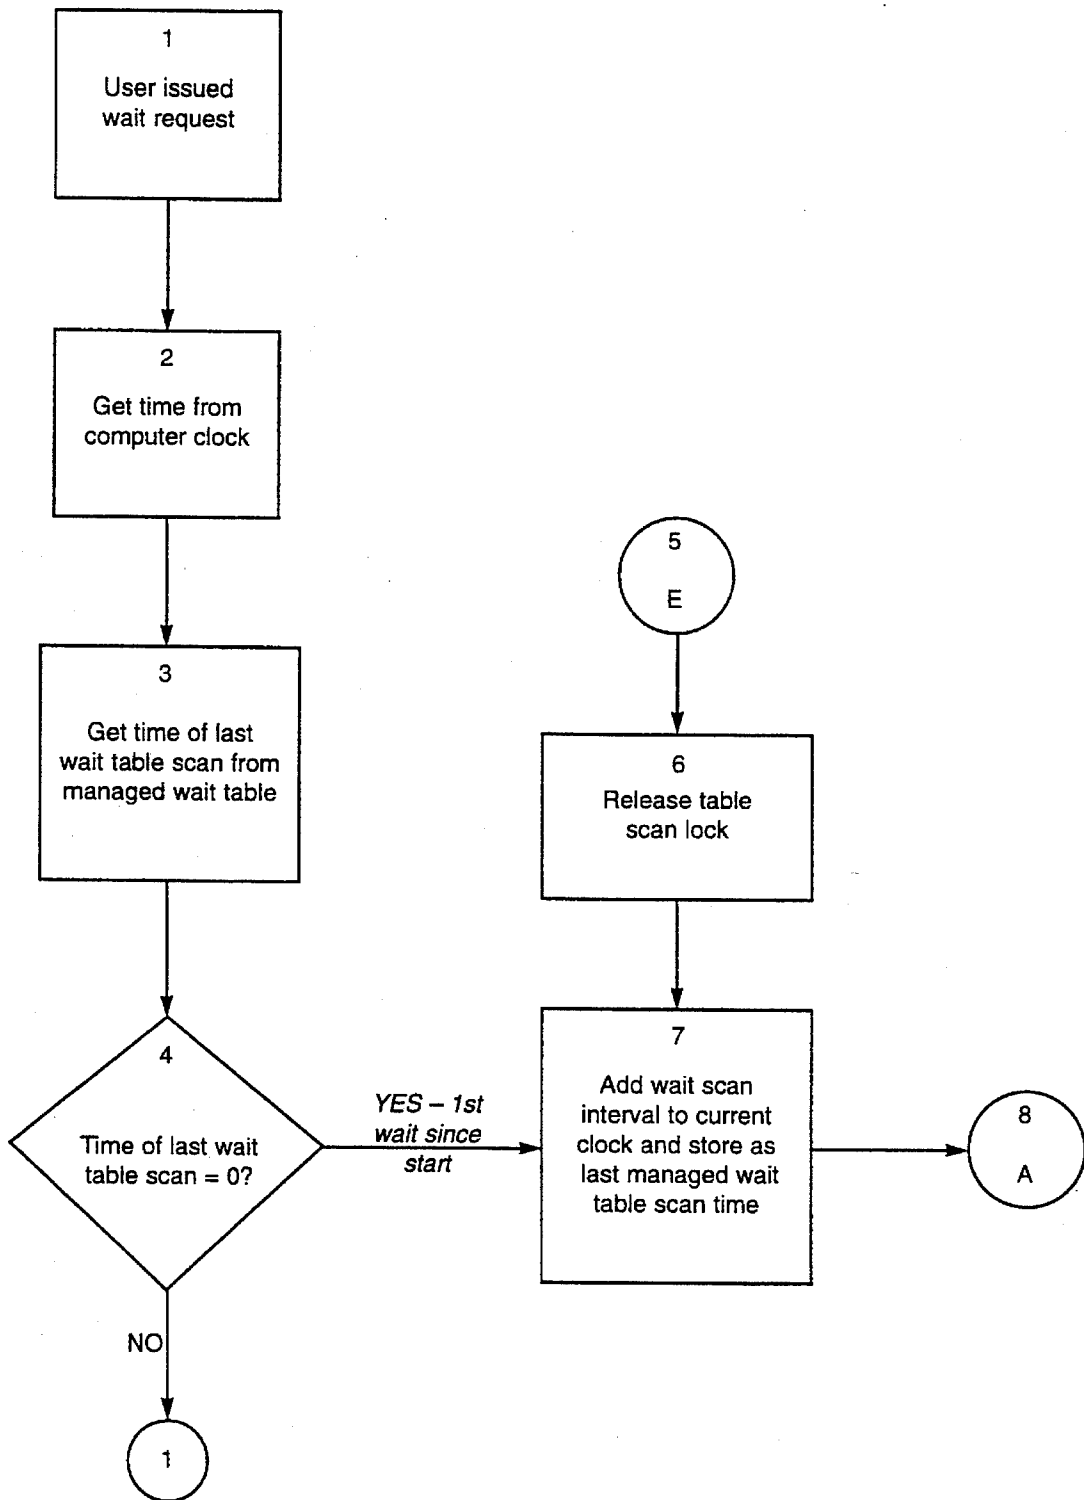 1
User issued
wait request
2
Get time from
computer clock
3
Get time of last
wait table scan from
managed wait table
4
Time of last wait
table scan = 0?
YES – 1st
wait since
start
NO
1
5
E
6
Release table
scan lock
7
Add wait scan
interval to current
clock and store as
last managed wait
table scan time
8
A